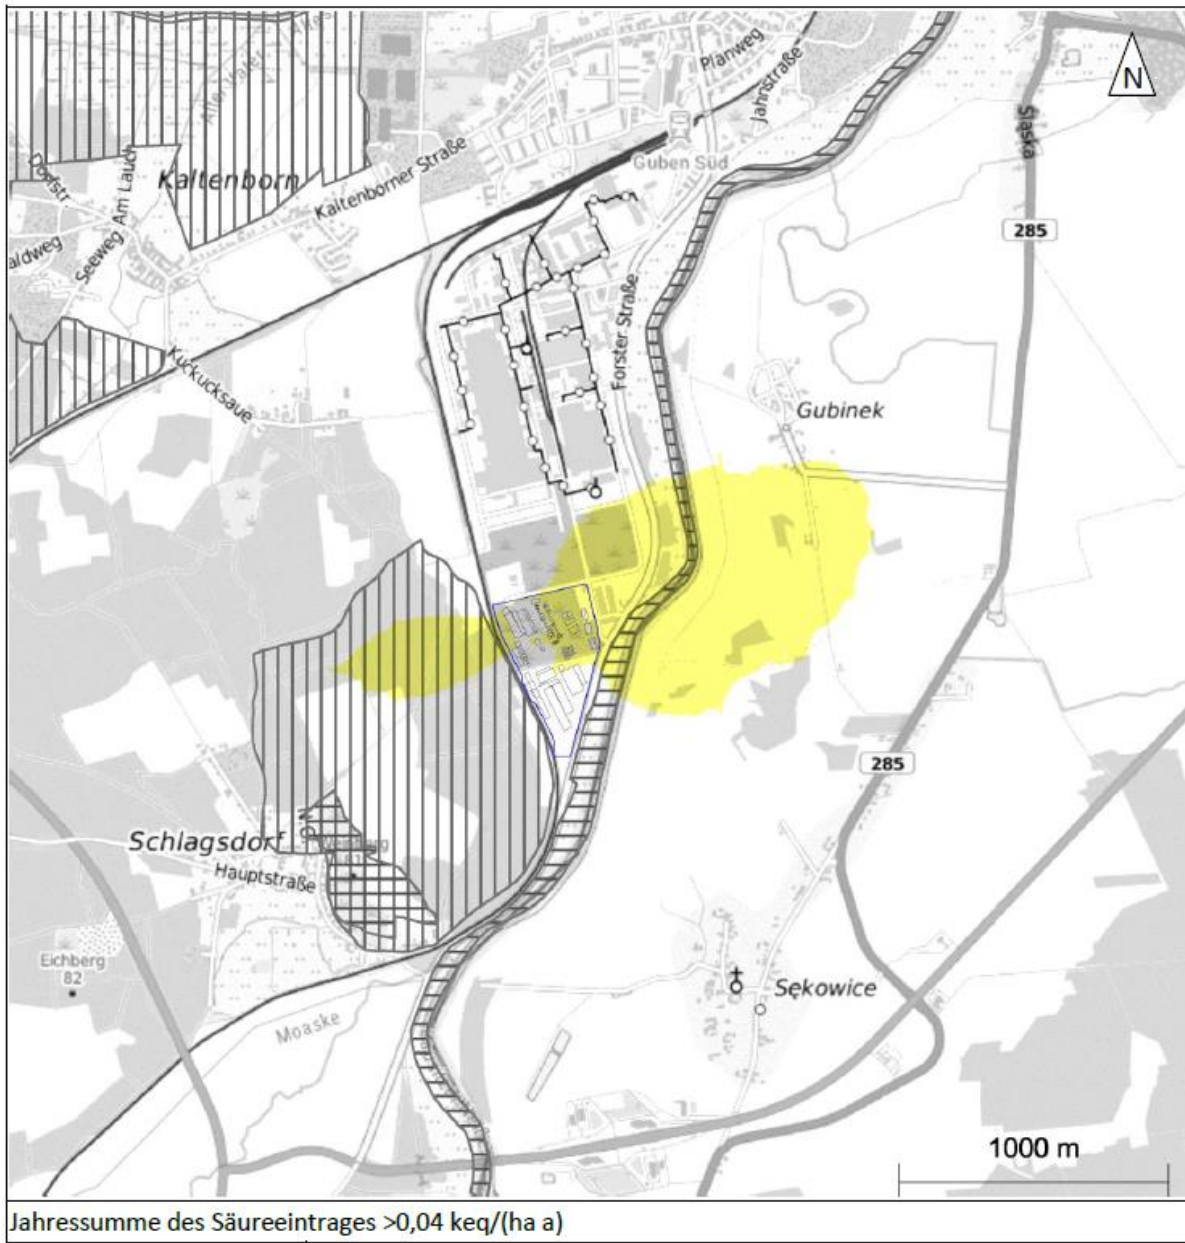 Planweg
Jahnstraße
N
Śląska
Guben Süd
Dorfstr
Am Lauch
Kaltenborn
Kaltenborner Straße
Seeweg
aldweg
285
Forster Straße
Kuckucksaue
Gubinek
285
Schlagsdorf
Hauptstraße
Eichberg
82
Sękowice
Moaske
1000 m
Jahressumme des Säureeintrages >0,04 keq/(ha a)